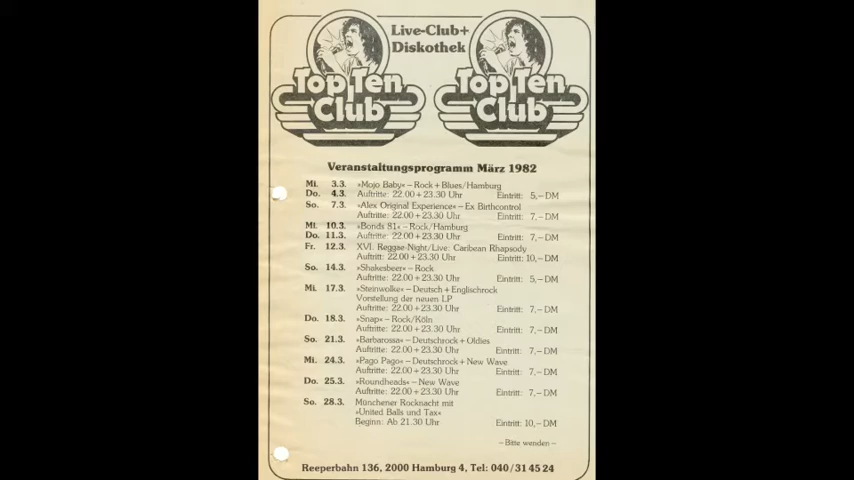 Live-Club+
Diskothek
Top Ten Club
Top Ten Club
Veranstaltungsprogramm März 1982
Mi. 3.3. »Mojo Baby« – Rock + Blues/Hamburg
Do. 4.3. Auftritte: 22.00 + 23.30 Uhr Eintritt: 5,– DM
So. 7.3. »Alex Original Experience« – Ex Birthcontrol
Auftritte: 22.00 + 23.30 Uhr Eintritt: 7,– DM
Mi. 10.3. »Bonds 81« – Rock/Hamburg
Do. 11.3. Auftritte: 22.00 + 23.30 Uhr Eintritt: 7,– DM
Fr. 12.3. XVI. Reggae-Night/Live: Caribean Rhapsody
Auftritt: 22.00 + 23.30 Uhr Eintritt: 10,– DM
So. 14.3. »Shakesbeer« – Rock
Auftritte: 22.00 + 23.30 Uhr Eintritt: 5,– DM
Mi. 17.3. »Steinwolke« – Deutsch + Englischrock
Vorstellung der neuen LP
Auftritte: 22.00 + 23.30 Uhr Eintritt: 7,– DM
Do. 18.3. »Snap« – Rock/Köln
Auftritte: 22.00 + 23.30 Uhr Eintritt: 7,– DM
So. 21.3. »Barbarossa« – Deutschrock + Oldies
Auftritte: 22.00 + 23.30 Uhr Eintritt: 7,– DM
Mi. 24.3. »Pago Pago« – Deutschrock + New Wave
Auftritte: 22.00 + 23.30 Uhr Eintritt: 7,– DM
Do. 25.3. »Roundheads« – New Wave
Auftritte: 22.00 + 23.30 Uhr Eintritt: 7,– DM
So. 28.3. Münchener Rocknacht mit
»United Balls und Tax«
Beginn: Ab 21.30 Uhr Eintritt: 10,– DM
– Bitte wenden –
Reeperbahn 136, 2000 Hamburg 4, Tel: 040/31 45 24